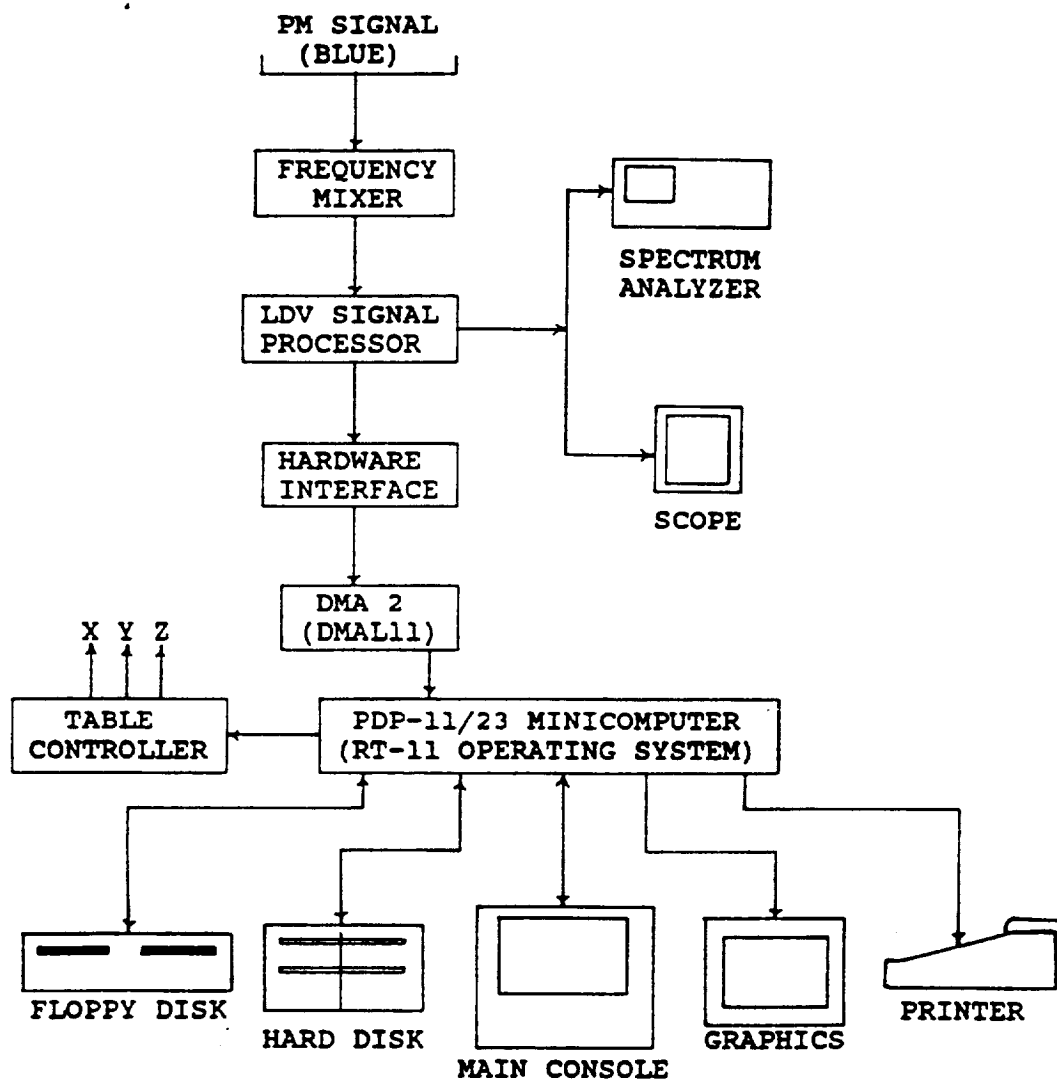 PM SIGNAL
(BLUE)
FREQUENCY
MIXER
SPECTRUM
ANALYZER
LDV SIGNAL
PROCESSOR
HARDWARE
INTERFACE
SCOPE
DMA 2
(DMAL11)
X Y Z
TABLE
CONTROLLER
PDP-11/23 MINICOMPUTER
(RT-11 OPERATING SYSTEM)
FLOPPY DISK
HARD DISK
MAIN CONSOLE
GRAPHICS
PRINTER